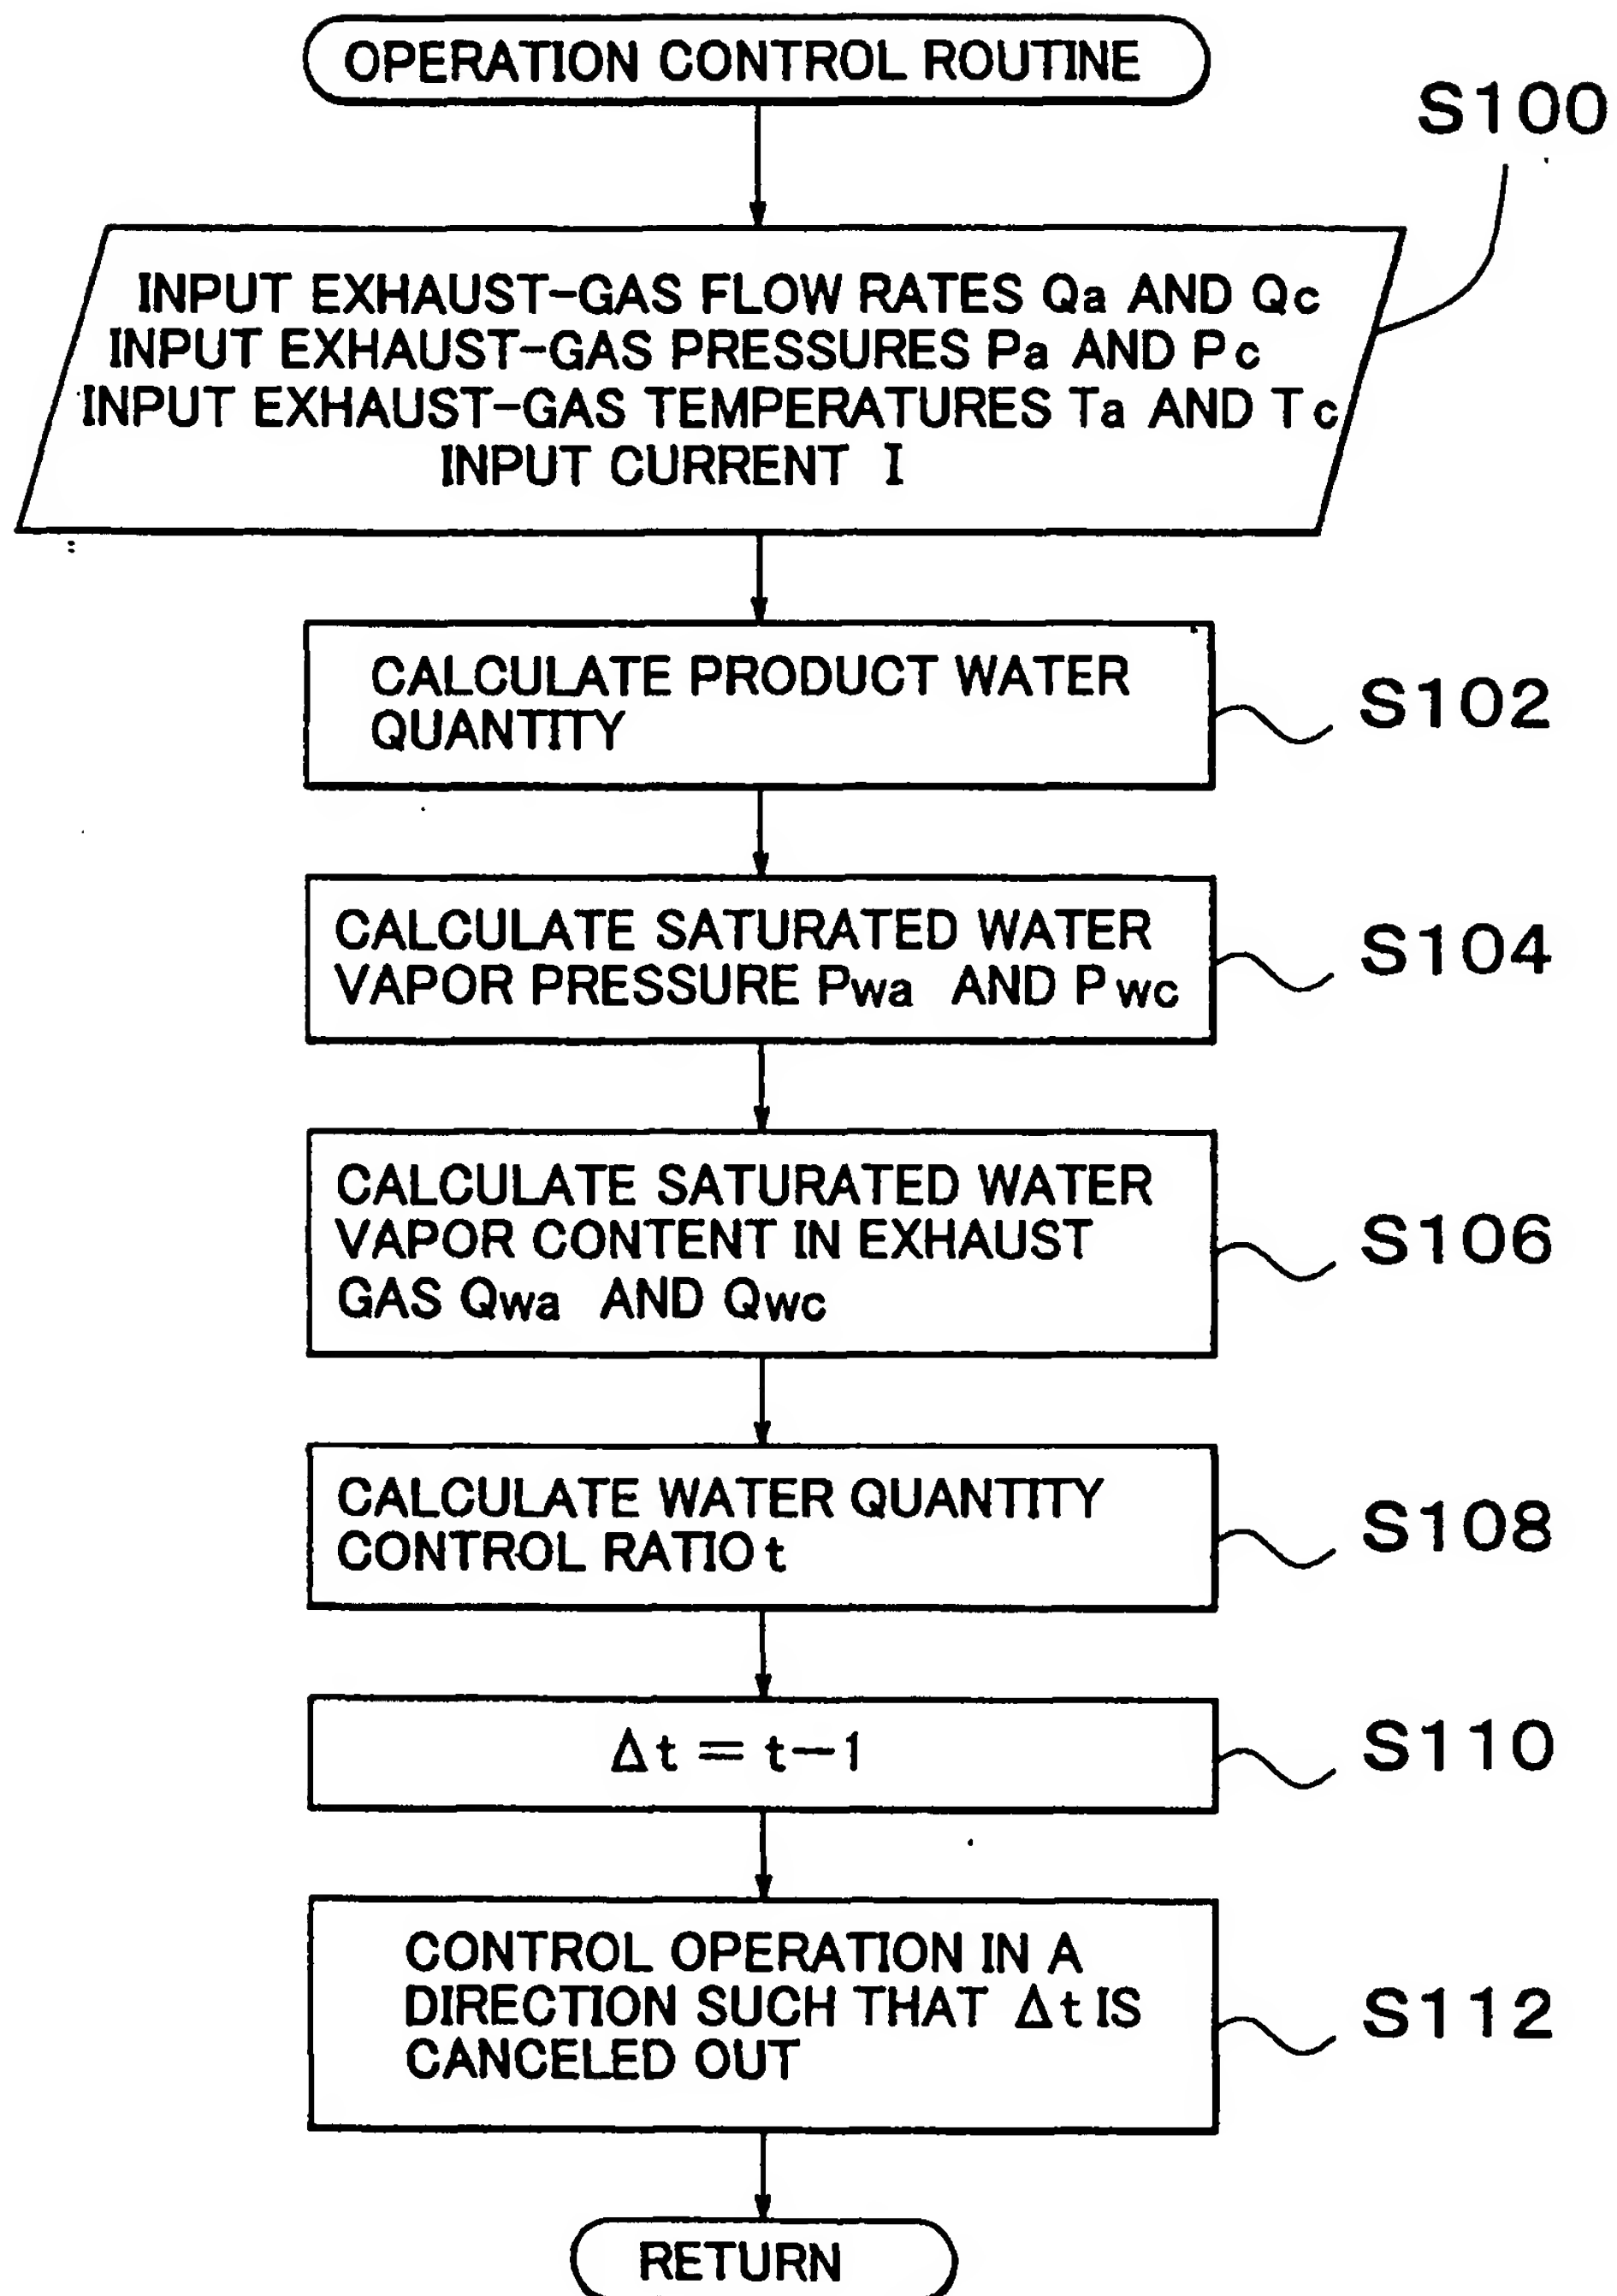 OPERATION CONTROL ROUTINE
S100
INPUT EXHAUST-GAS FLOW RATES Qa AND Qc
INPUT EXHAUST-GAS PRESSURES Pa AND Pc
INPUT EXHAUST-GAS TEMPERATURES Ta AND Tc
INPUT CURRENT I
CALCULATE PRODUCT WATER
QUANTITY
S102
CALCULATE SATURATED WATER
VAPOR PRESSURE Pwa AND Pwc
S104
CALCULATE SATURATED WATER
VAPOR CONTENT IN EXHAUST
GAS Qwa AND Qwc
S106
CALCULATE WATER QUANTITY
CONTROL RATIO t
S108
Δt = t-1
S110
CONTROL OPERATION IN A
DIRECTION SUCH THAT Δt IS
CANCELED OUT
S112
RETURN